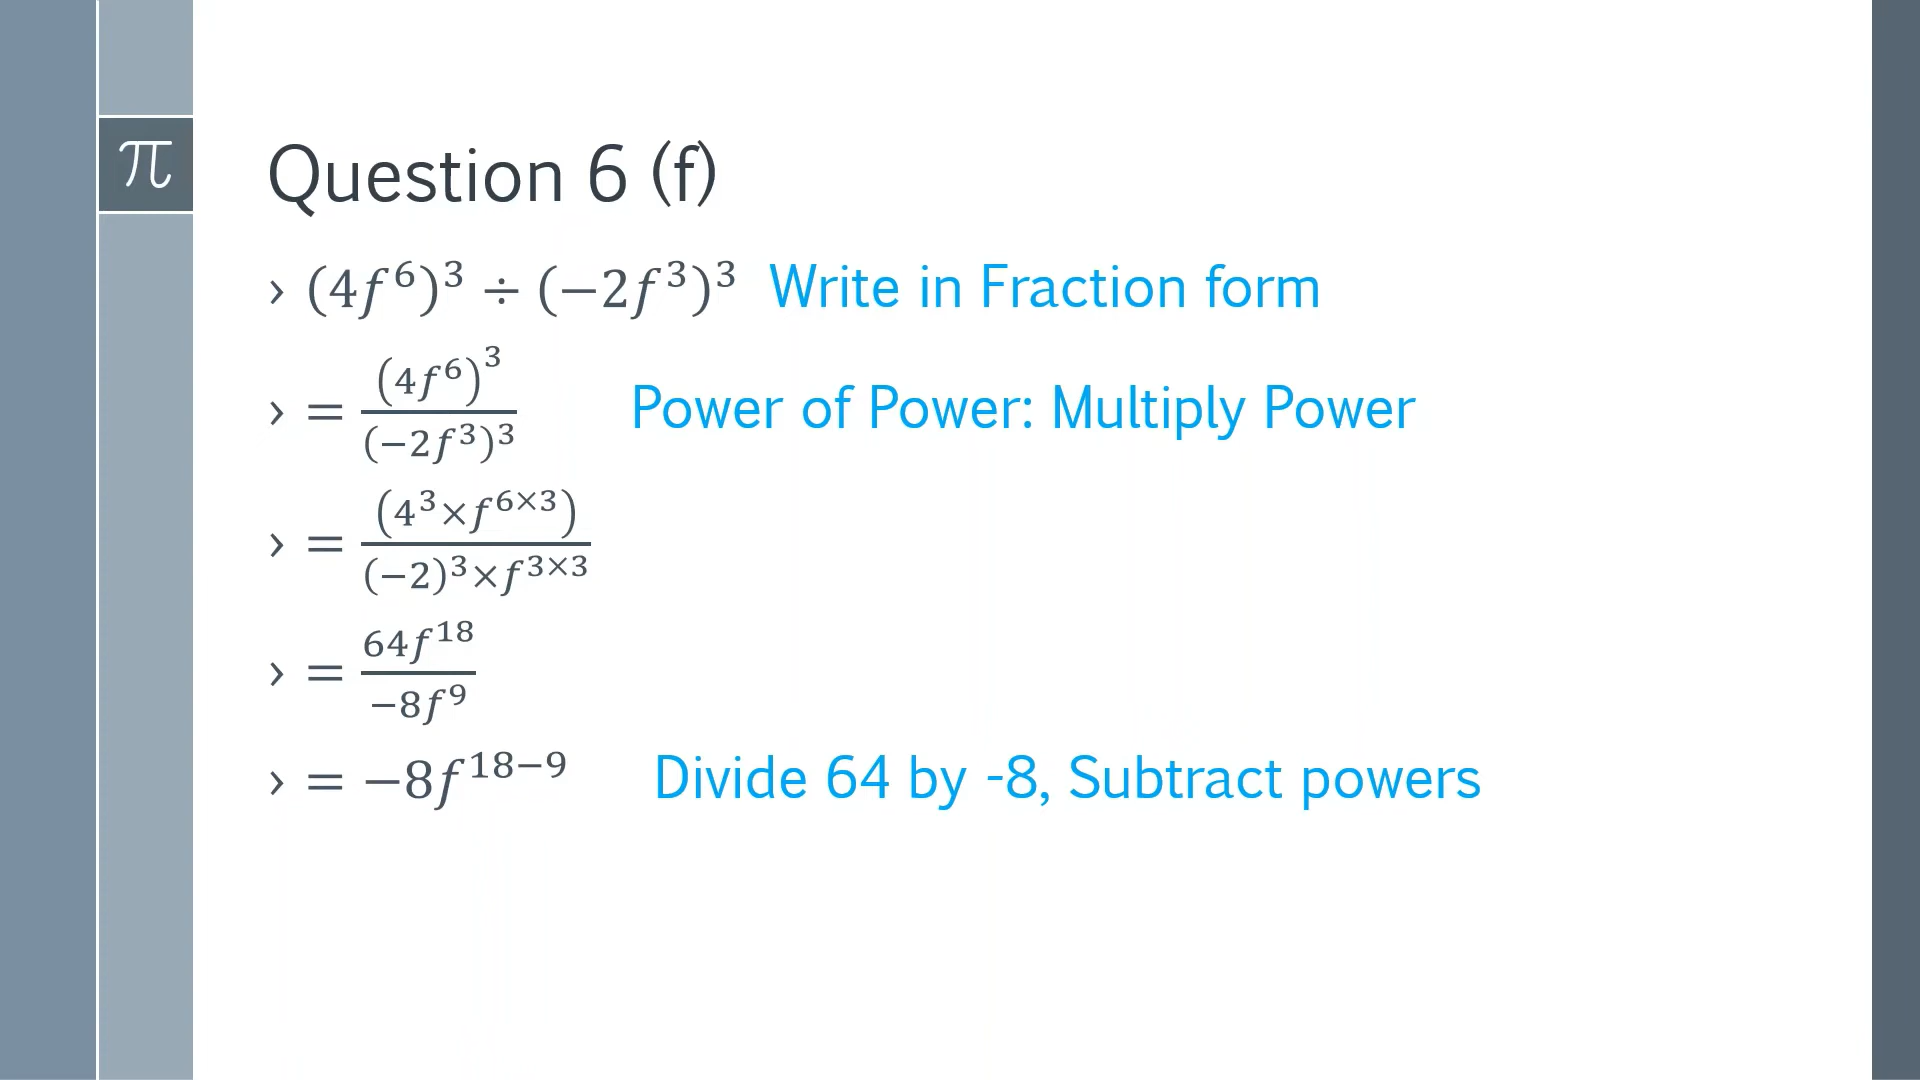 π
Question 6 (f)
› (4f⁶)³ ÷ (−2f³)³ Write in Fraction form
› = (4f⁶)³ / (−2f³)³ Power of Power: Multiply Power
› = (4³×f⁶ˣ³) / (−2)³×f³ˣ³
› = 64f¹⁸ / −8f⁹
› = −8f¹⁸⁻⁹ Divide 64 by -8, Subtract powers